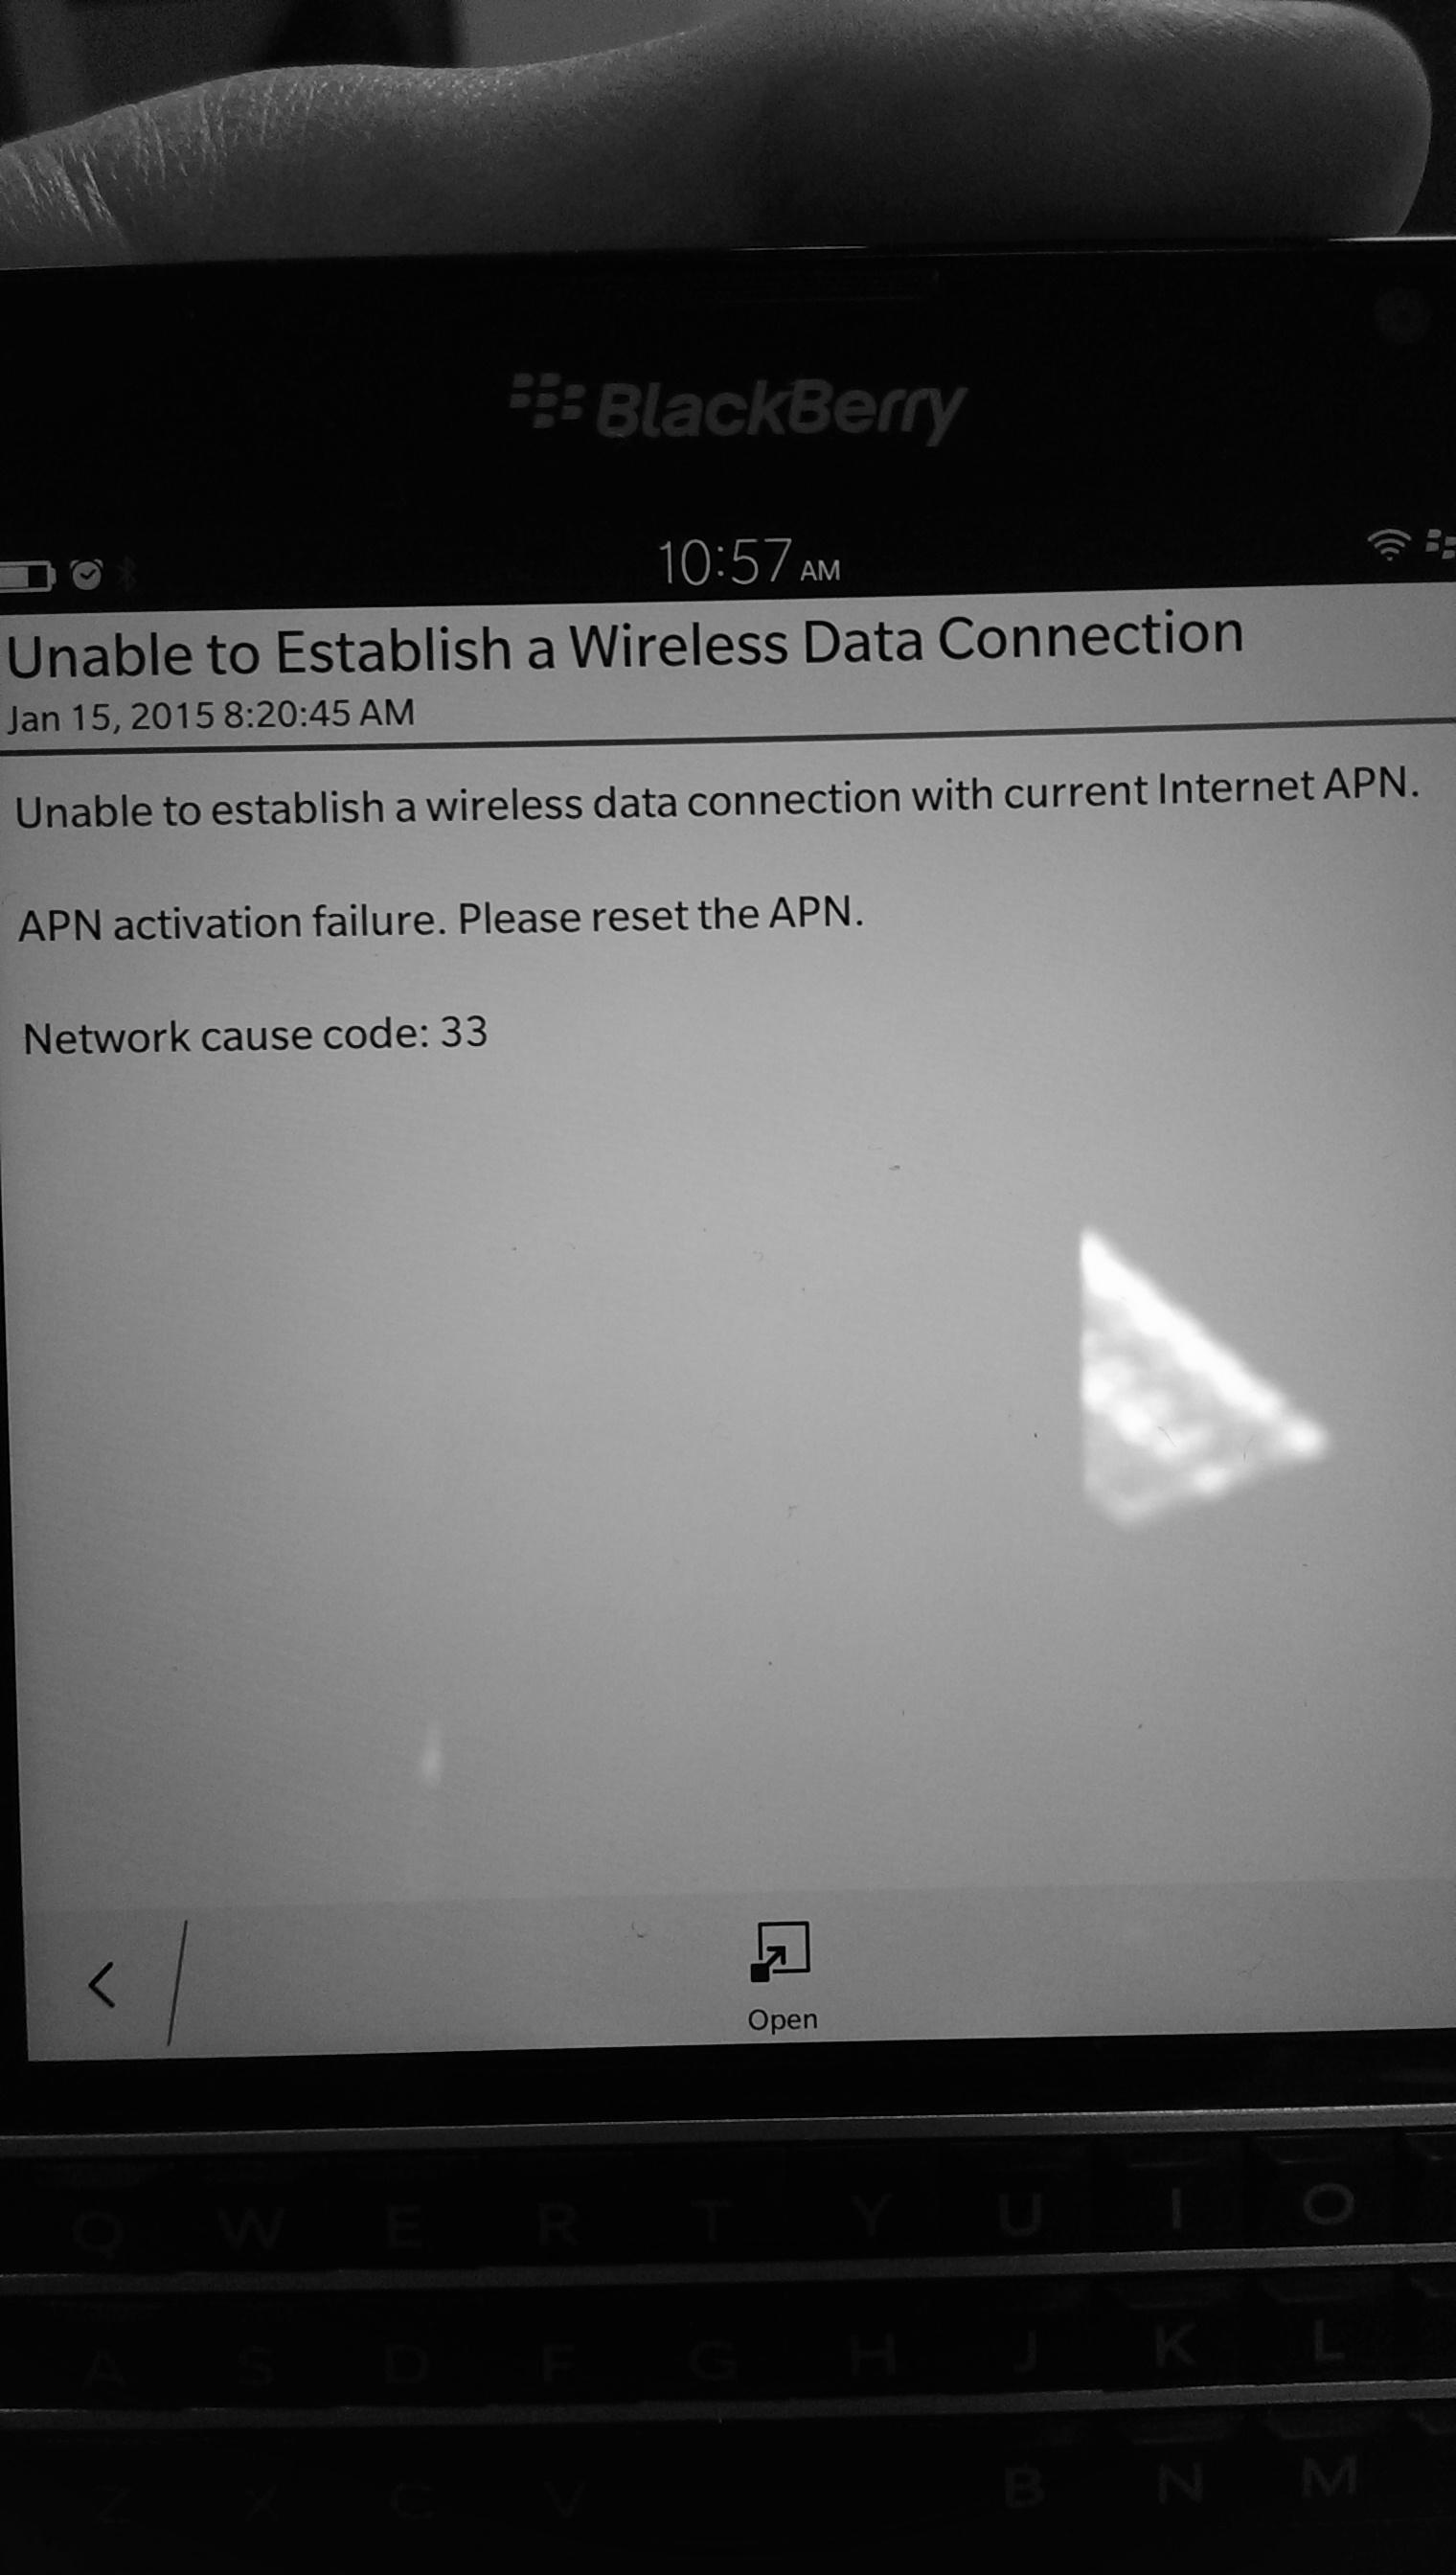 BlackBerry
10:57 AM
Unable to Establish a Wireless Data Connection
Jan 15, 2015 8:20:45 AM
Unable to establish a wireless data connection with current Internet APN.
APN activation failure. Please reset the APN.
Network cause code: 33
Open
Q W E R T Y U I O
A S D F G H J K L
Z X C V B N M